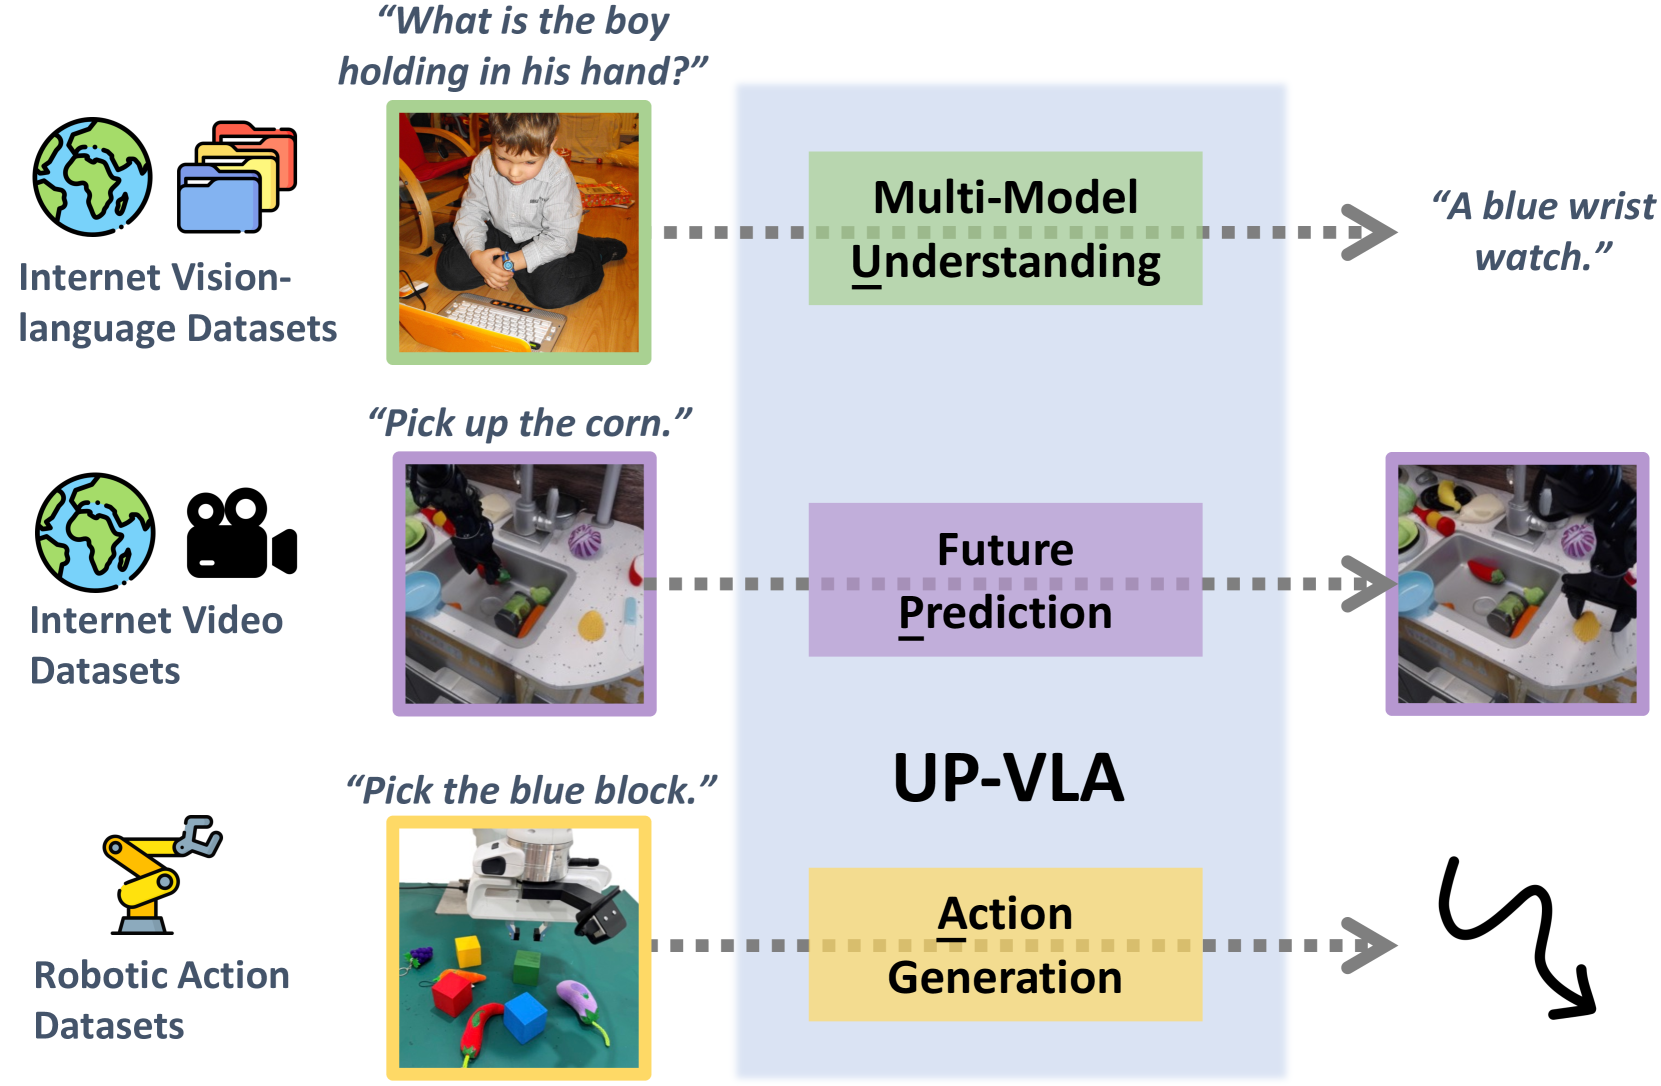 “What is the boy
holding in his hand?”
Internet Vision-
language Datasets
Multi-Model
Understanding
“A blue wrist
watch.”
“Pick up the corn.”
Internet Video
Datasets
Future
Prediction
UP-VLA
“Pick the blue block.”
Robotic Action
Datasets
Action
Generation